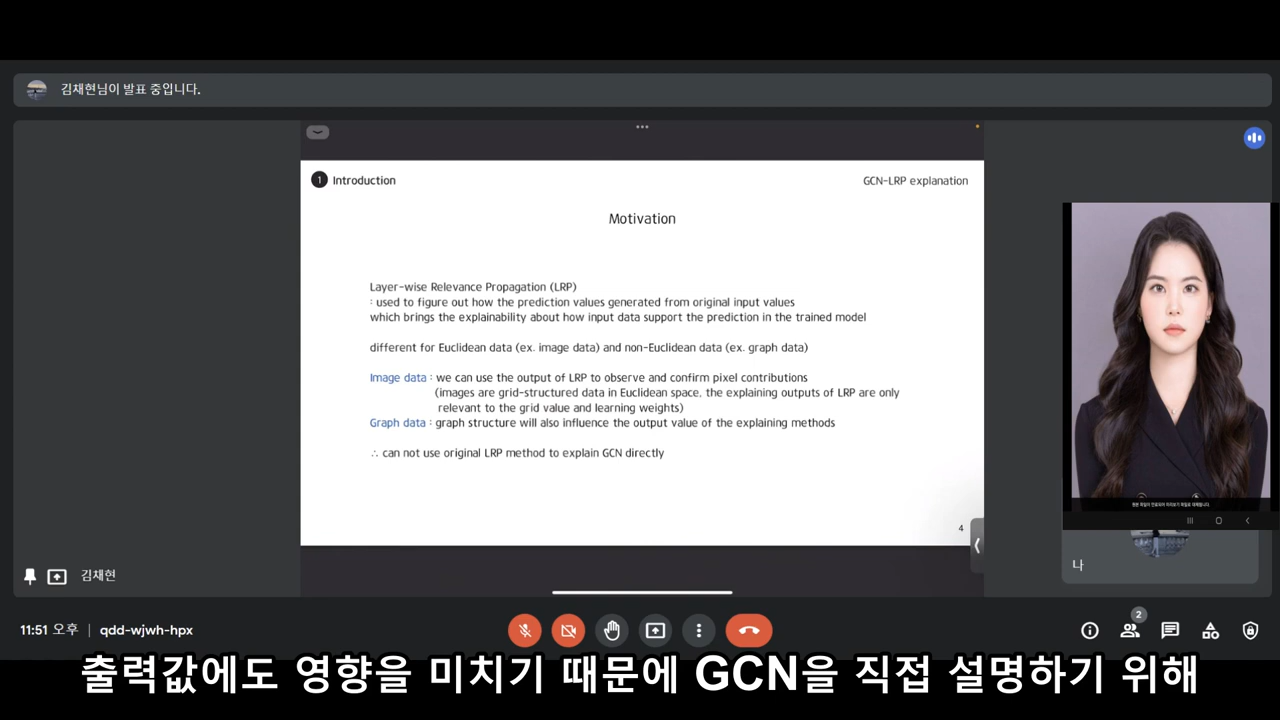 김채현님이 발표 중입니다.
1 Introduction
GCN-LRP explanation
Motivation
Layer-wise Relevance Propagation (LRP)
: used to figure out how the prediction values generated from original input values
which brings the explainability about how input data support the prediction in the trained model
different for Euclidean data (ex. image data) and non-Euclidean data (ex. graph data)
Image data : we can use the output of LRP to observe and confirm pixel contributions
(images are grid-structured data in Euclidean space, the explaining outputs of LRP are only
relevant to the grid value and learning weights)
Graph data : graph structure will also influence the output value of the explaining methods
∴ can not use original LRP method to explain GCN directly
4
김채현
나
11:51 오후 | qdd-wjwh-hpx
2
출력값에도 영향을 미치기 때문에 GCN을 직접 설명하기 위해